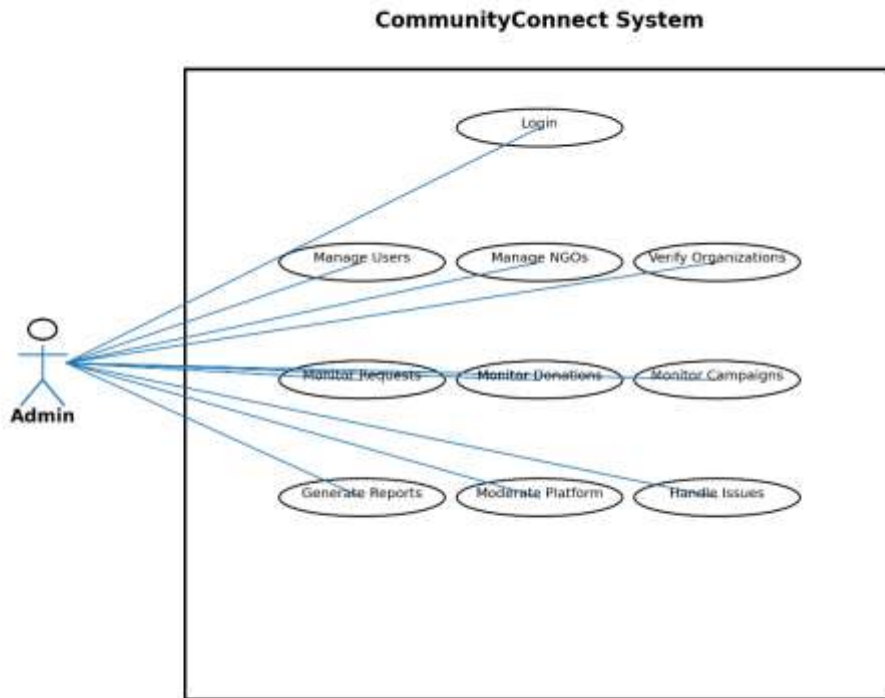 CommunityConnect System
Login
Manage Users
Manage NGOs
Verify Organizations
Monitor Requests
Monitor Donations
Monitor Campaigns
Admin
Generate Reports
Moderate Platform
Handle Issues